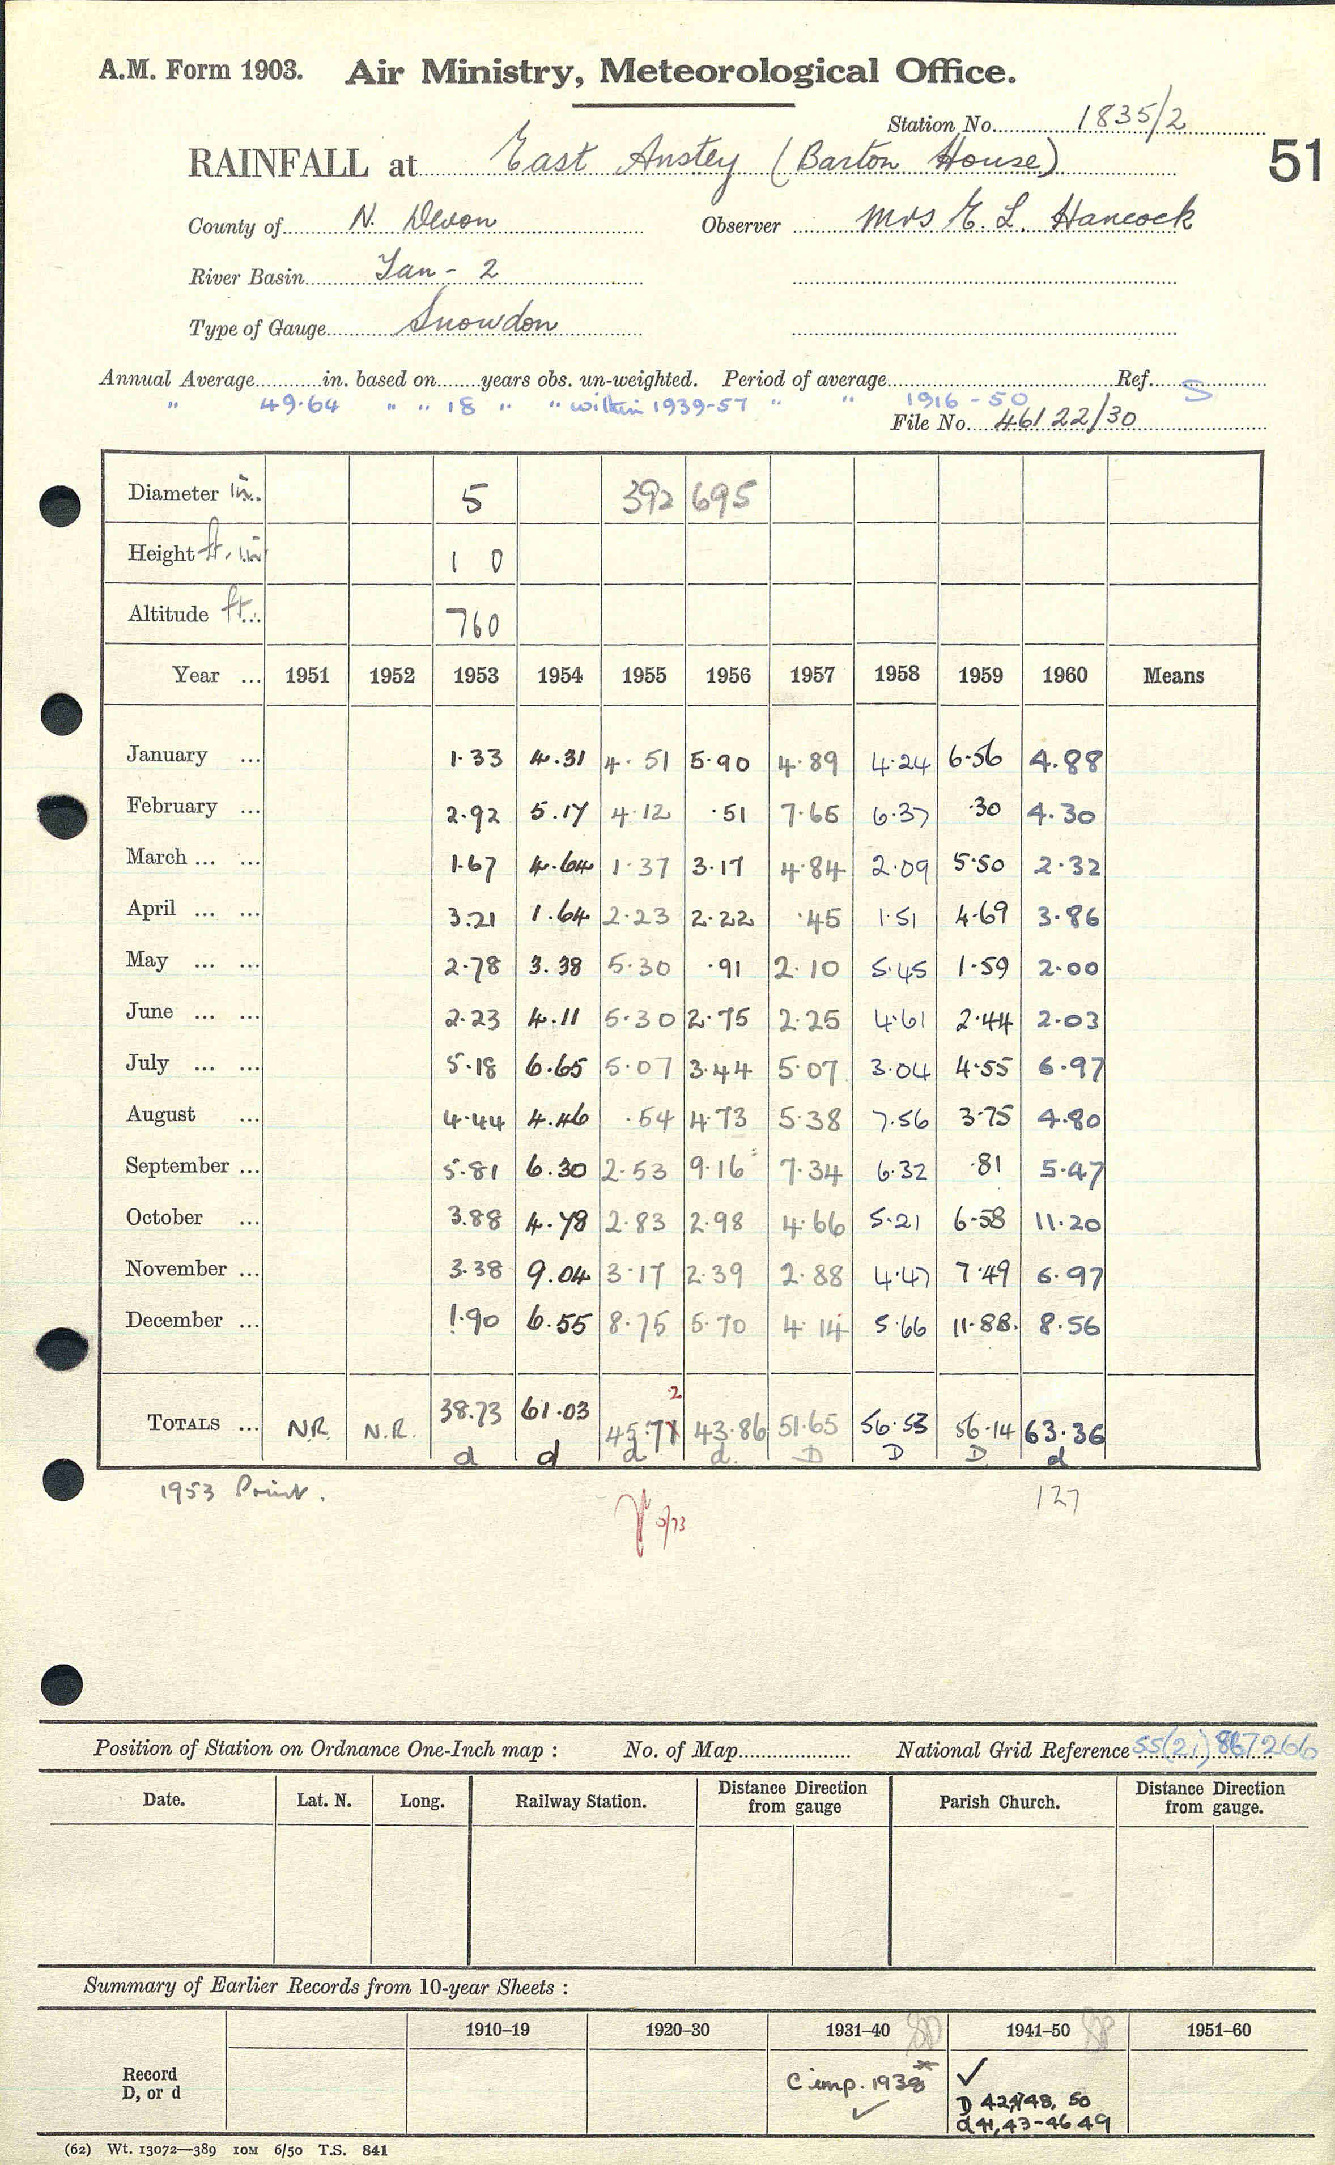 A.M. Form 1903. Air Ministry, Meteorological Office.
Station No. 1835/2
RAINFALL at East Anstey (Barton House) 51
County of N. Devon Observer Mrs E. L. Hancock
River Basin Tan - 2
Type of Gauge Snowdon
Annual Average in. based on years obs. un-weighted. Period of average Ref. S
" 49.64 " " 18 " " within 1939-57 " " 1916-50
File No. 46122/30
Diameter in. 5 392 695
Height ft. in 1 0
Altitude ft. 760
Year ... 1951 1952 1953 1954 1955 1956 1957 1958 1959 1960 Means
January ... 1.33 4.31 4.51 5.90 4.89 4.24 6.56 4.88
February ... 2.92 5.17 4.12 .51 7.65 6.37 .30 4.30
March ... ... 1.67 4.64 1.37 3.17 4.84 2.09 5.50 2.32
April ... ... 3.21 1.64 2.23 2.22 .45 1.51 4.69 3.86
May ... ... 2.78 3.38 5.30 .91 2.10 5.45 1.59 2.00
June ... ... 2.23 4.11 5.30 2.75 2.25 4.61 2.44 2.03
July ... ... 5.18 6.65 5.07 3.44 5.07 3.04 4.55 6.97
August ... 4.44 4.46 .54 4.73 5.38 7.56 3.75 4.80
September ... 5.81 6.30 2.53 9.16 7.34 6.32 .81 5.47
October ... 3.88 4.78 2.83 2.98 4.66 5.21 6.58 11.20
November ... 3.38 9.04 3.17 2.39 2.88 4.47 7.49 6.97
December ... 1.90 6.55 8.75 5.70 4.14 5.66 11.88. 8.56
2
TOTALS ... N.R. N.R. 38.73 61.03 45.71 43.86 51.65 56.53 56.14 63.36
d d d d. D D D d
1953 Print. 127
Position of Station on Ordnance One-Inch map : No. of Map National Grid Reference SS(21) 867266
Date. Lat. N. Long. Railway Station. Distance from gauge Direction Parish Church. Distance from gauge. Direction
Summary of Earlier Records from 10-year Sheets :
1910–19 1920–30 1931–40 1941–50 1951–60
Record D, or d C imp. 1938* ✓ ✓
D 42, 48, 50
d 41, 43-46 49
(62) Wt. 13072—389 IOM 6/50 T.S. 841